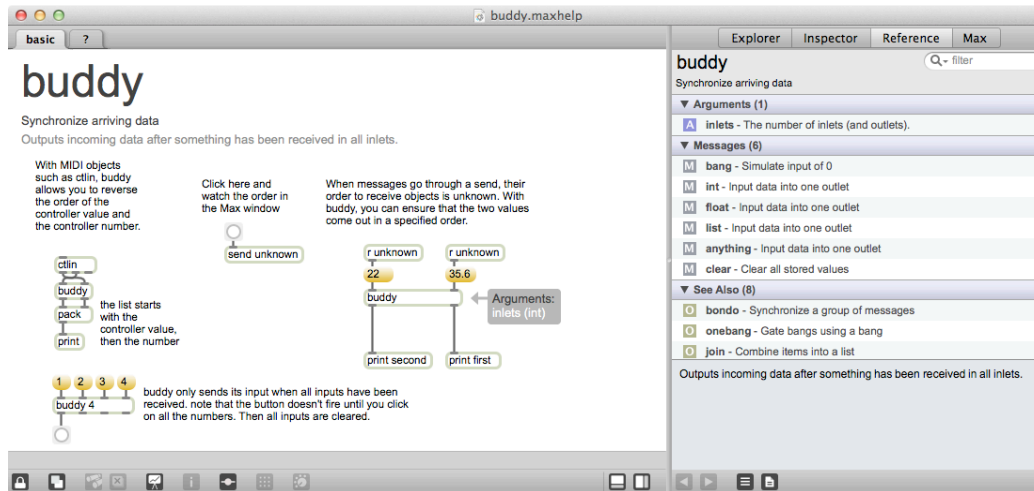 buddy.maxhelp
basic
?
buddy
Synchronize arriving data
Outputs incoming data after something has been received in all inlets.
With MIDI objects
such as ctlin, buddy
allows you to reverse
the order of the
controller value and
the controller number.
Click here and
watch the order in
the Max window
When messages go through a send, their
order to receive objects is unknown. With
buddy, you can ensure that the two values
come out in a specified order.
send unknown
r unknown
r unknown
22
35.6
buddy
Arguments:
inlets (int)
print second
print first
ctlin
buddy
pack
print
the list starts
with the
controller value,
then the number
1 2 3 4
buddy 4
buddy only sends its input when all inputs have been
received. note that the button doesn't fire until you click
on all the numbers. Then all inputs are cleared.
Explorer
Inspector
Reference
Max
buddy
filter
Synchronize arriving data
Arguments (1)
A inlets - The number of inlets (and outlets).
Messages (6)
M bang - Simulate input of 0
M int - Input data into one outlet
M float - Input data into one outlet
M list - Input data into one outlet
M anything - Input data into one outlet
M clear - Clear all stored values
See Also (8)
O bondo - Synchronize a group of messages
O onebang - Gate bangs using a bang
O join - Combine items into a list
Outputs incoming data after something has been received in all inlets.